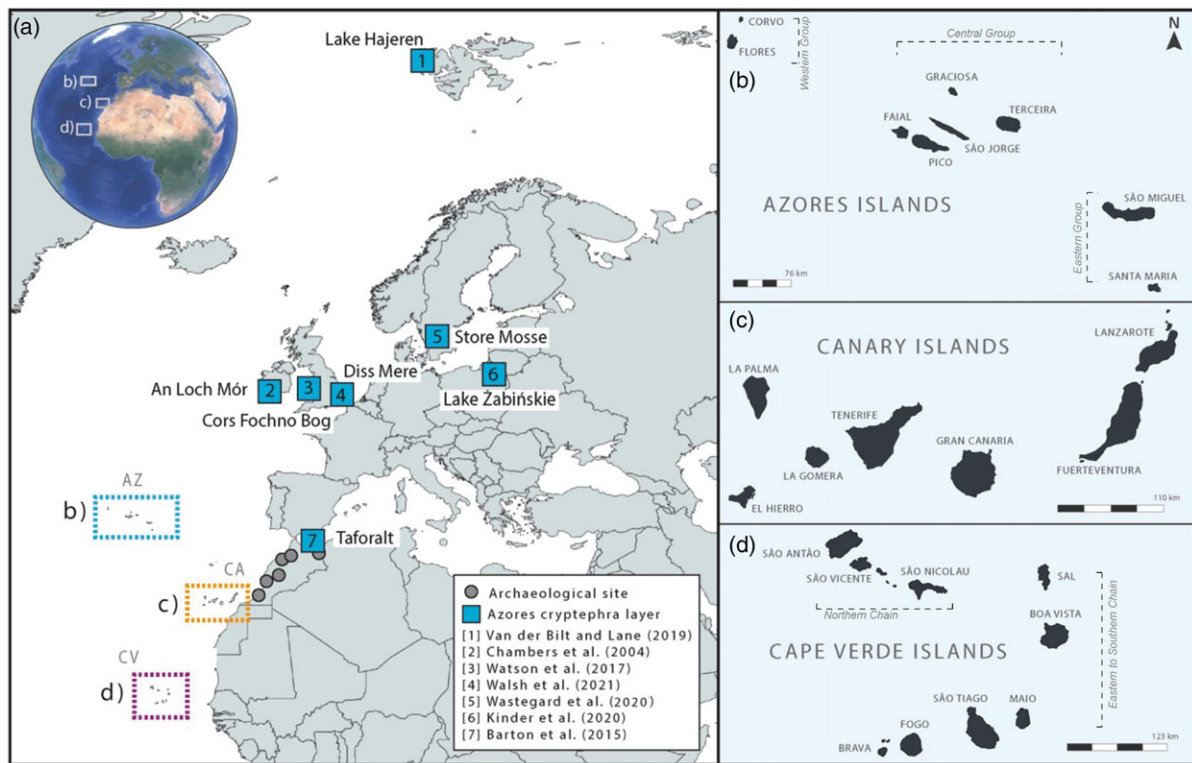 (a)
b)
c)
d)
Lake Hajeren
1
5
Store Mosse
6
Lake Żabińskie
Diss Mere
An Loch Mór
2
3
4
Cors Fochno Bog
AZ
b)
7
Taforalt
CA
c)
CV
d)
Archaeological site
Azores cryptephra layer
[1] Van der Bilt and Lane (2019)
[2] Chambers et al. (2004)
[3] Watson et al. (2017)
[4] Walsh et al. (2021)
[5] Wastegard et al. (2020)
[6] Kinder et al. (2020)
[7] Barton et al. (2015)
(b)
CORVO
FLORES
Western Group
Central Group
N
GRACIOSA
FAIAL
TERCEIRA
SÃO JORGE
PICO
AZORES ISLANDS
SÃO MIGUEL
Eastern Group
SANTA MARIA
76 km
(c)
CANARY ISLANDS
LANZAROTE
LA PALMA
TENERIFE
GRAN CANARIA
LA GOMERA
FUERTEVENTURA
EL HIERRO
110 km
(d)
SÃO ANTÃO
SÃO VICENTE
SÃO NICOLAU
SAL
Northern Chain
BOA VISTA
Eastern to Southern Chain
CAPE VERDE ISLANDS
SÃO TIAGO
MAIO
FOGO
BRAVA
123 km